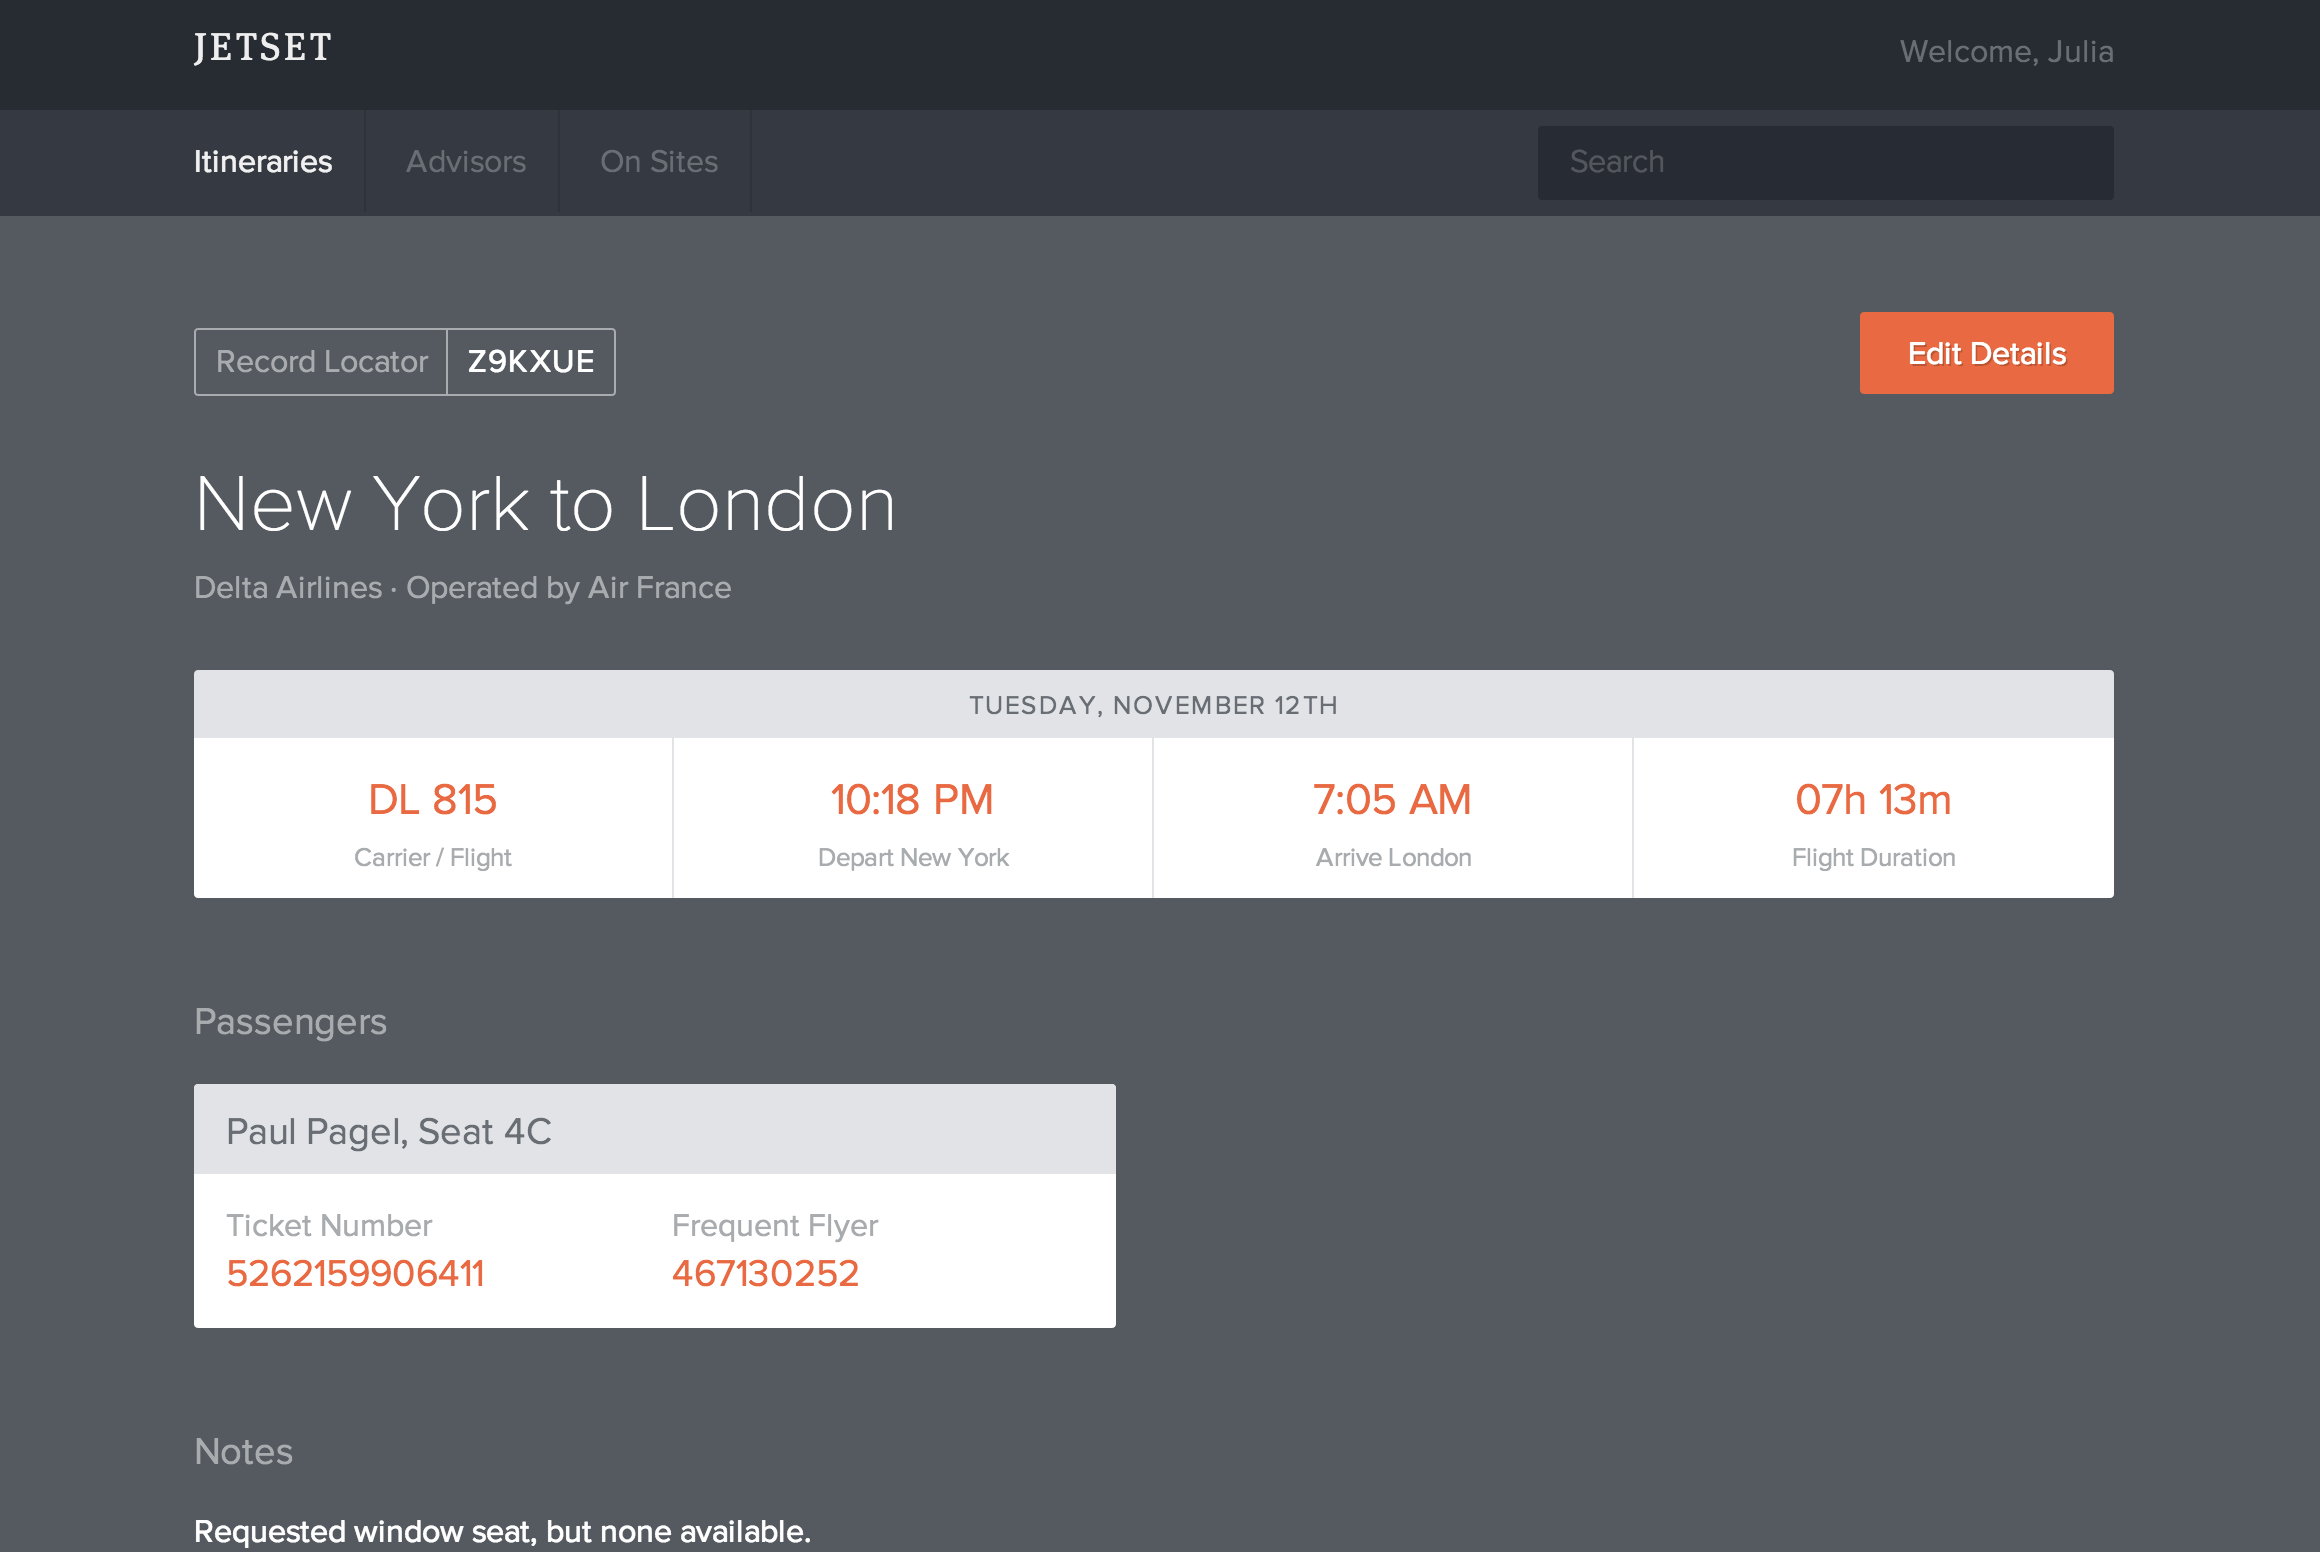 JETSET
Welcome, Julia
Itineraries
Advisors
On Sites
Search
Record Locator
Z9KXUE
Edit Details
New York to London
Delta Airlines · Operated by Air France
TUESDAY, NOVEMBER 12TH
DL 815
Carrier / Flight
10:18 PM
Depart New York
7:05 AM
Arrive London
07h 13m
Flight Duration
Passengers
Paul Pagel, Seat 4C
Ticket Number
5262159906411
Frequent Flyer
467130252
Notes
Requested window seat, but none available.